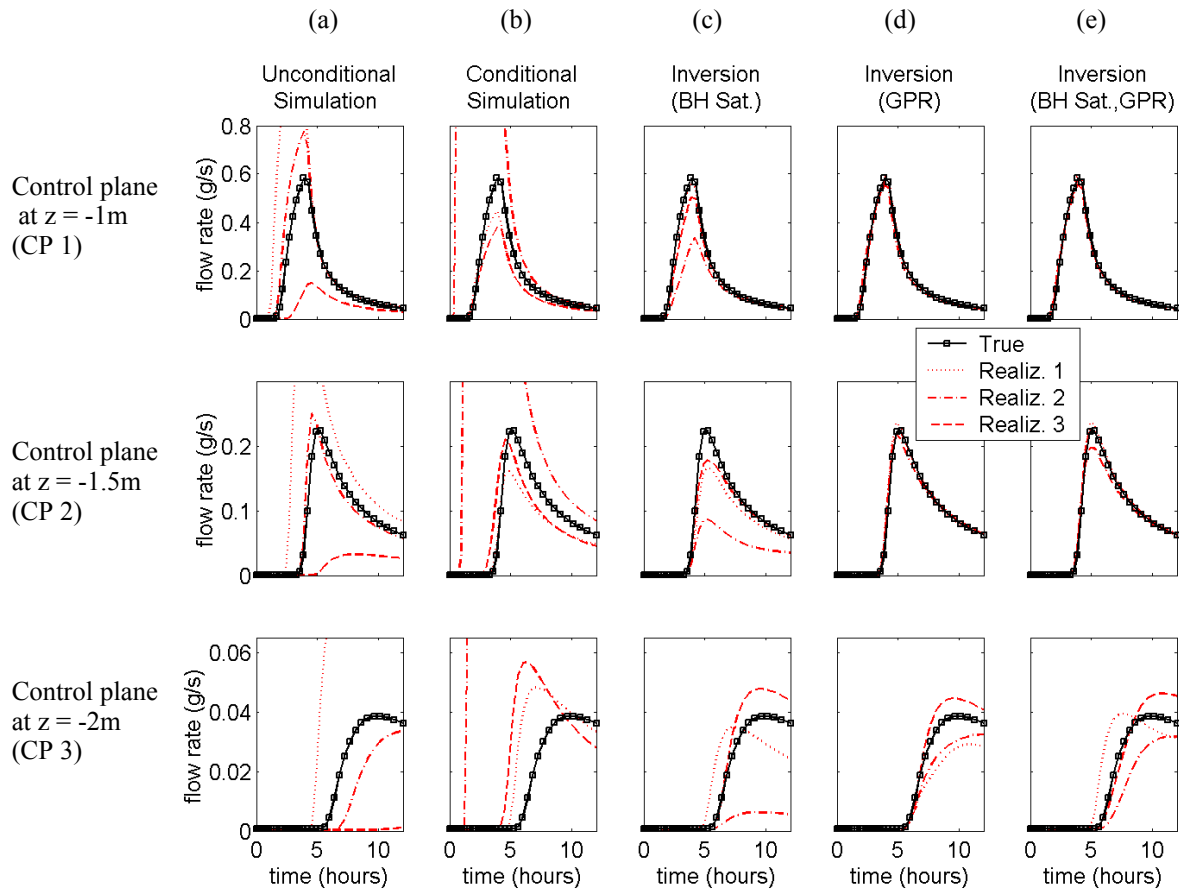 (a) (b) (c) (d) (e)
Unconditional Simulation
Conditional Simulation
Inversion (BH Sat.)
Inversion (GPR)
Inversion (BH Sat.,GPR)
Control plane
at z = -1m
(CP 1)
flow rate (g/s)
0.8
0.6
0.4
0.2
0
True
Realiz. 1
Realiz. 2
Realiz. 3
Control plane
at z = -1.5m
(CP 2)
flow rate (g/s)
0.2
0.1
0
Control plane
at z = -2m
(CP 3)
flow rate (g/s)
0.06
0.04
0.02
0
0 5 10 0 5 10 0 5 10 0 5 10 0 5 10
time (hours) time (hours) time (hours) time (hours) time (hours)